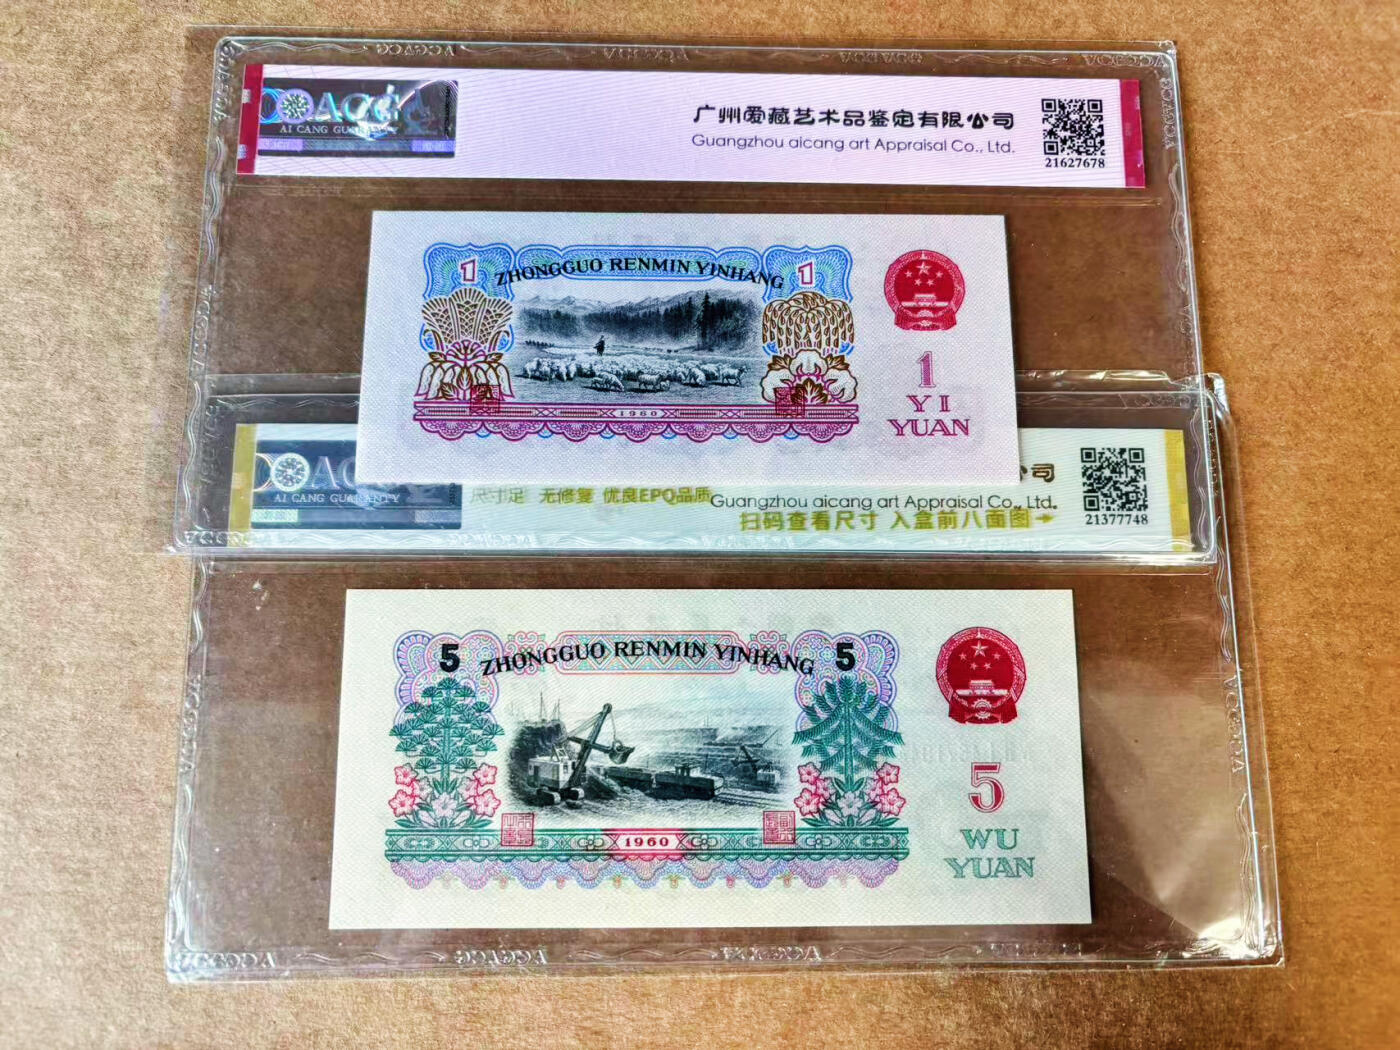 ACG
AI CANG GUARANTY
广州爱藏艺术品鉴定有限公司
Guangzhou aicang art Appraisal Co., Ltd.
21627678
1 ZHONGGUO RENMIN YINHANG 1
1960
1
YI
YUAN
ACG
AI CANG GUARANTY
尺寸足 无修复 优良EPQ品质
公司
Guangzhou aicang art Appraisal Co., Ltd.
扫码查看尺寸 入盒前八面图→
21377748
5 ZHONGGUO RENMIN YINHANG 5
1960
5
WU
YUAN